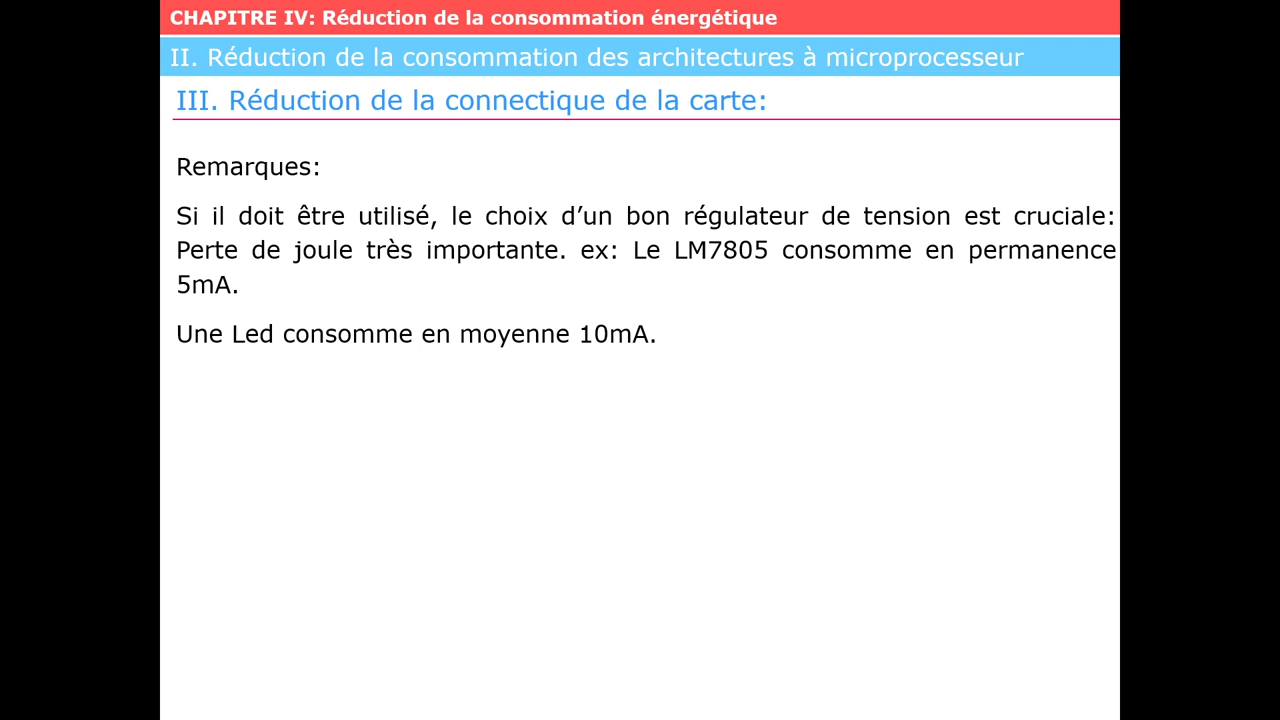 CHAPITRE IV: Réduction de la consommation énergétique
II. Réduction de la consommation des architectures à microprocesseur
III. Réduction de la connectique de la carte:
Remarques:
Si il doit être utilisé, le choix d’un bon régulateur de tension est cruciale:
Perte de joule très importante. ex: Le LM7805 consomme en permanence
5mA.
Une Led consomme en moyenne 10mA.